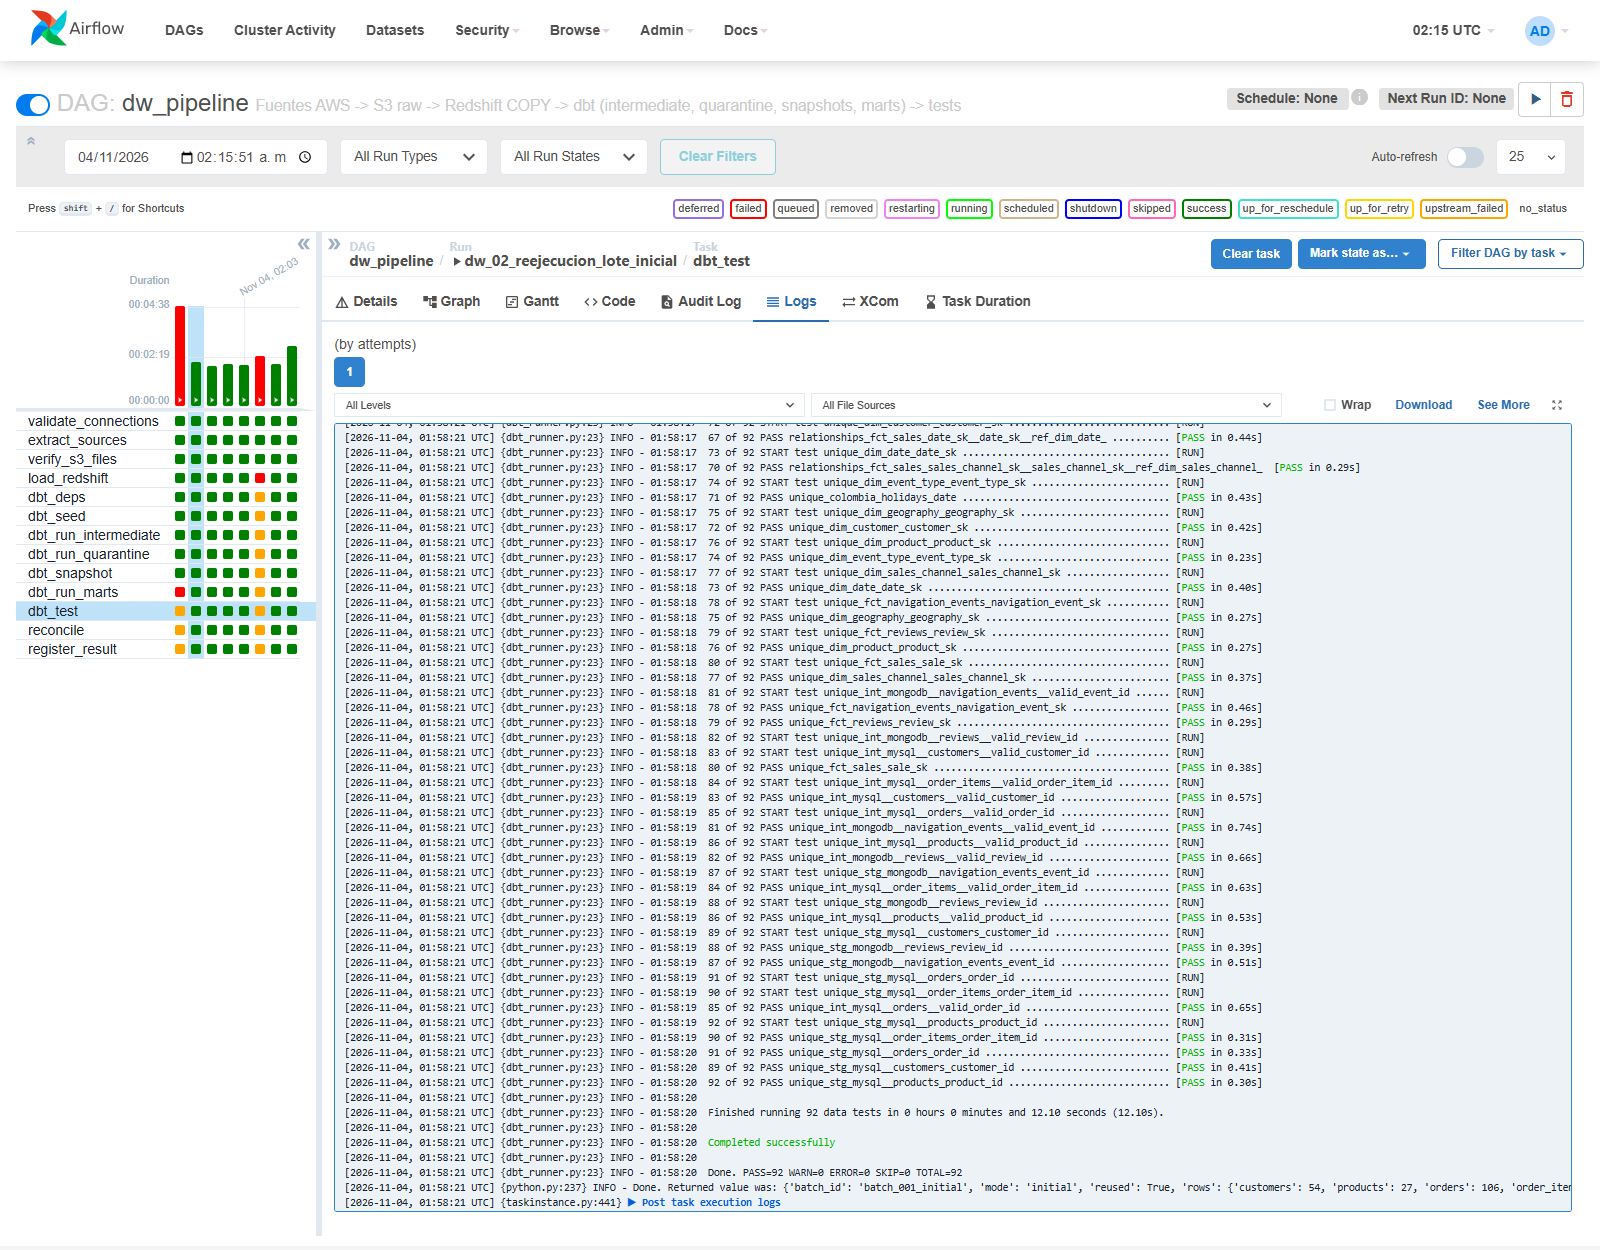 Airflow DAGs Cluster Activity Datasets Security Browse Admin Docs 02:15 UTC AD
DAG: dw_pipeline Fuentes AWS -> S3 raw -> Redshift COPY -> dbt (intermediate, quarantine, snapshots, marts) -> tests Schedule: None Next Run ID: None
04/11/2026 02:15:51 a. m All Run Types All Run States Clear Filters Auto-refresh 25
Press shift + / for Shortcuts deferred failed queued removed restarting running scheduled shutdown skipped success up_for_reschedule up_for_retry upstream_failed no_status
DAG Run Task
dw_pipeline / dw_02_reejecucion_lote_inicial / dbt_test Clear task Mark state as... Filter DAG by task
Details Graph Gantt Code Audit Log Logs XCom Task Duration
Nov 04, 02:03
Duration
00:04:38
00:02:19
00:00:00
validate_connections
extract_sources
verify_s3_files
load_redshift
dbt_deps
dbt_seed
dbt_run_intermediate
dbt_run_quarantine
dbt_snapshot
dbt_run_marts
dbt_test
reconcile
register_result
(by attempts)
1
All Levels All File Sources Wrap Download See More
[2026-11-04, 01:58:21 UTC] {dbt_runner.py:23} INFO - 01:58:17 72 of 92 START test unique_dim_customer_customer_sk ............................ [RUN]
[2026-11-04, 01:58:21 UTC] {dbt_runner.py:23} INFO - 01:58:17 67 of 92 PASS relationships_fct_sales_date_sk__date_sk__ref_dim_date_ .......... [PASS in 0.44s]
[2026-11-04, 01:58:21 UTC] {dbt_runner.py:23} INFO - 01:58:17 73 of 92 START test unique_dim_date_date_sk .................................... [RUN]
[2026-11-04, 01:58:21 UTC] {dbt_runner.py:23} INFO - 01:58:17 70 of 92 PASS relationships_fct_sales_sales_channel_sk__sales_channel_sk__ref_dim_sales_channel_ [PASS in 0.29s]
[2026-11-04, 01:58:21 UTC] {dbt_runner.py:23} INFO - 01:58:17 74 of 92 START test unique_dim_event_type_event_type_sk ........................ [RUN]
[2026-11-04, 01:58:21 UTC] {dbt_runner.py:23} INFO - 01:58:17 71 of 92 PASS unique_colombia_holidays_date .................................... [PASS in 0.43s]
[2026-11-04, 01:58:21 UTC] {dbt_runner.py:23} INFO - 01:58:17 75 of 92 START test unique_dim_geography_geography_sk .......................... [RUN]
[2026-11-04, 01:58:21 UTC] {dbt_runner.py:23} INFO - 01:58:17 72 of 92 PASS unique_dim_customer_customer_sk .................................. [PASS in 0.42s]
[2026-11-04, 01:58:21 UTC] {dbt_runner.py:23} INFO - 01:58:17 76 of 92 START test unique_dim_product_product_sk .............................. [RUN]
[2026-11-04, 01:58:21 UTC] {dbt_runner.py:23} INFO - 01:58:17 74 of 92 PASS unique_dim_event_type_event_type_sk .............................. [PASS in 0.23s]
[2026-11-04, 01:58:21 UTC] {dbt_runner.py:23} INFO - 01:58:17 77 of 92 START test unique_dim_sales_channel_sales_channel_sk .................. [RUN]
[2026-11-04, 01:58:21 UTC] {dbt_runner.py:23} INFO - 01:58:18 73 of 92 PASS unique_dim_date_date_sk .......................................... [PASS in 0.40s]
[2026-11-04, 01:58:21 UTC] {dbt_runner.py:23} INFO - 01:58:18 78 of 92 START test unique_fct_navigation_events_navigation_event_sk ........... [RUN]
[2026-11-04, 01:58:21 UTC] {dbt_runner.py:23} INFO - 01:58:18 75 of 92 PASS unique_dim_geography_geography_sk ................................ [PASS in 0.27s]
[2026-11-04, 01:58:21 UTC] {dbt_runner.py:23} INFO - 01:58:18 79 of 92 START test unique_fct_reviews_review_sk ............................... [RUN]
[2026-11-04, 01:58:21 UTC] {dbt_runner.py:23} INFO - 01:58:18 76 of 92 PASS unique_dim_product_product_sk .................................... [PASS in 0.27s]
[2026-11-04, 01:58:21 UTC] {dbt_runner.py:23} INFO - 01:58:18 80 of 92 START test unique_fct_sales_sale_sk ................................... [RUN]
[2026-11-04, 01:58:21 UTC] {dbt_runner.py:23} INFO - 01:58:18 77 of 92 PASS unique_dim_sales_channel_sales_channel_sk ........................ [PASS in 0.37s]
[2026-11-04, 01:58:21 UTC] {dbt_runner.py:23} INFO - 01:58:18 81 of 92 START test unique_int_mongodb__navigation_events__valid_event_id ...... [RUN]
[2026-11-04, 01:58:21 UTC] {dbt_runner.py:23} INFO - 01:58:18 78 of 92 PASS unique_fct_navigation_events_navigation_event_sk ................. [PASS in 0.46s]
[2026-11-04, 01:58:21 UTC] {dbt_runner.py:23} INFO - 01:58:18 79 of 92 PASS unique_fct_reviews_review_sk ..................................... [PASS in 0.29s]
[2026-11-04, 01:58:21 UTC] {dbt_runner.py:23} INFO - 01:58:18 82 of 92 START test unique_int_mongodb__reviews__valid_review_id ............... [RUN]
[2026-11-04, 01:58:21 UTC] {dbt_runner.py:23} INFO - 01:58:18 83 of 92 START test unique_int_mysql__customers__valid_customer_id ............. [RUN]
[2026-11-04, 01:58:21 UTC] {dbt_runner.py:23} INFO - 01:58:18 80 of 92 PASS unique_fct_sales_sale_sk ......................................... [PASS in 0.38s]
[2026-11-04, 01:58:21 UTC] {dbt_runner.py:23} INFO - 01:58:18 84 of 92 START test unique_int_mysql__order_items__valid_order_item_id ......... [RUN]
[2026-11-04, 01:58:21 UTC] {dbt_runner.py:23} INFO - 01:58:19 83 of 92 PASS unique_int_mysql__customers__valid_customer_id ................... [PASS in 0.57s]
[2026-11-04, 01:58:21 UTC] {dbt_runner.py:23} INFO - 01:58:19 85 of 92 START test unique_int_mysql__orders__valid_order_id ................... [RUN]
[2026-11-04, 01:58:21 UTC] {dbt_runner.py:23} INFO - 01:58:19 81 of 92 PASS unique_int_mongodb__navigation_events__valid_event_id ............ [PASS in 0.74s]
[2026-11-04, 01:58:21 UTC] {dbt_runner.py:23} INFO - 01:58:19 86 of 92 START test unique_int_mysql__products__valid_product_id ............... [RUN]
[2026-11-04, 01:58:21 UTC] {dbt_runner.py:23} INFO - 01:58:19 82 of 92 PASS unique_int_mongodb__reviews__valid_review_id ..................... [PASS in 0.66s]
[2026-11-04, 01:58:21 UTC] {dbt_runner.py:23} INFO - 01:58:19 87 of 92 START test unique_stg_mongodb__navigation_events_event_id ............. [RUN]
[2026-11-04, 01:58:21 UTC] {dbt_runner.py:23} INFO - 01:58:19 84 of 92 PASS unique_int_mysql__order_items__valid_order_item_id ............... [PASS in 0.63s]
[2026-11-04, 01:58:21 UTC] {dbt_runner.py:23} INFO - 01:58:19 88 of 92 START test unique_stg_mongodb__reviews_review_id ...................... [RUN]
[2026-11-04, 01:58:21 UTC] {dbt_runner.py:23} INFO - 01:58:19 86 of 92 PASS unique_int_mysql__products__valid_product_id ..................... [PASS in 0.53s]
[2026-11-04, 01:58:21 UTC] {dbt_runner.py:23} INFO - 01:58:19 89 of 92 START test unique_stg_mysql__customers_customer_id .................... [RUN]
[2026-11-04, 01:58:21 UTC] {dbt_runner.py:23} INFO - 01:58:19 88 of 92 PASS unique_stg_mongodb__reviews_review_id ............................ [PASS in 0.39s]
[2026-11-04, 01:58:21 UTC] {dbt_runner.py:23} INFO - 01:58:19 87 of 92 PASS unique_stg_mongodb__navigation_events_event_id ................... [PASS in 0.51s]
[2026-11-04, 01:58:21 UTC] {dbt_runner.py:23} INFO - 01:58:19 91 of 92 START test unique_stg_mysql__orders_order_id .......................... [RUN]
[2026-11-04, 01:58:21 UTC] {dbt_runner.py:23} INFO - 01:58:19 90 of 92 START test unique_stg_mysql__order_items_order_item_id ................ [RUN]
[2026-11-04, 01:58:21 UTC] {dbt_runner.py:23} INFO - 01:58:19 85 of 92 PASS unique_int_mysql__orders__valid_order_id ......................... [PASS in 0.65s]
[2026-11-04, 01:58:21 UTC] {dbt_runner.py:23} INFO - 01:58:19 92 of 92 START test unique_stg_mysql__products_product_id ...................... [RUN]
[2026-11-04, 01:58:21 UTC] {dbt_runner.py:23} INFO - 01:58:19 90 of 92 PASS unique_stg_mysql__order_items_order_item_id ...................... [PASS in 0.31s]
[2026-11-04, 01:58:21 UTC] {dbt_runner.py:23} INFO - 01:58:20 91 of 92 PASS unique_stg_mysql__orders_order_id ................................ [PASS in 0.33s]
[2026-11-04, 01:58:21 UTC] {dbt_runner.py:23} INFO - 01:58:20 89 of 92 PASS unique_stg_mysql__customers_customer_id .......................... [PASS in 0.41s]
[2026-11-04, 01:58:21 UTC] {dbt_runner.py:23} INFO - 01:58:20 92 of 92 PASS unique_stg_mysql__products_product_id ............................ [PASS in 0.30s]
[2026-11-04, 01:58:21 UTC] {dbt_runner.py:23} INFO - 01:58:20
[2026-11-04, 01:58:21 UTC] {dbt_runner.py:23} INFO - 01:58:20 Finished running 92 data tests in 0 hours 0 minutes and 12.10 seconds (12.10s).
[2026-11-04, 01:58:21 UTC] {dbt_runner.py:23} INFO - 01:58:20
[2026-11-04, 01:58:21 UTC] {dbt_runner.py:23} INFO - 01:58:20 Completed successfully
[2026-11-04, 01:58:21 UTC] {dbt_runner.py:23} INFO - 01:58:20
[2026-11-04, 01:58:21 UTC] {dbt_runner.py:23} INFO - 01:58:20 Done. PASS=92 WARN=0 ERROR=0 SKIP=0 TOTAL=92
[2026-11-04, 01:58:21 UTC] {python.py:237} INFO - Done. Returned value was: {'batch_id': 'batch_001_initial', 'mode': 'initial', 'reused': True, 'rows': {'customers': 54, 'products': 27, 'orders': 106, 'order_item
[2026-11-04, 01:58:21 UTC] {taskinstance.py:441} ▶ Post task execution logs